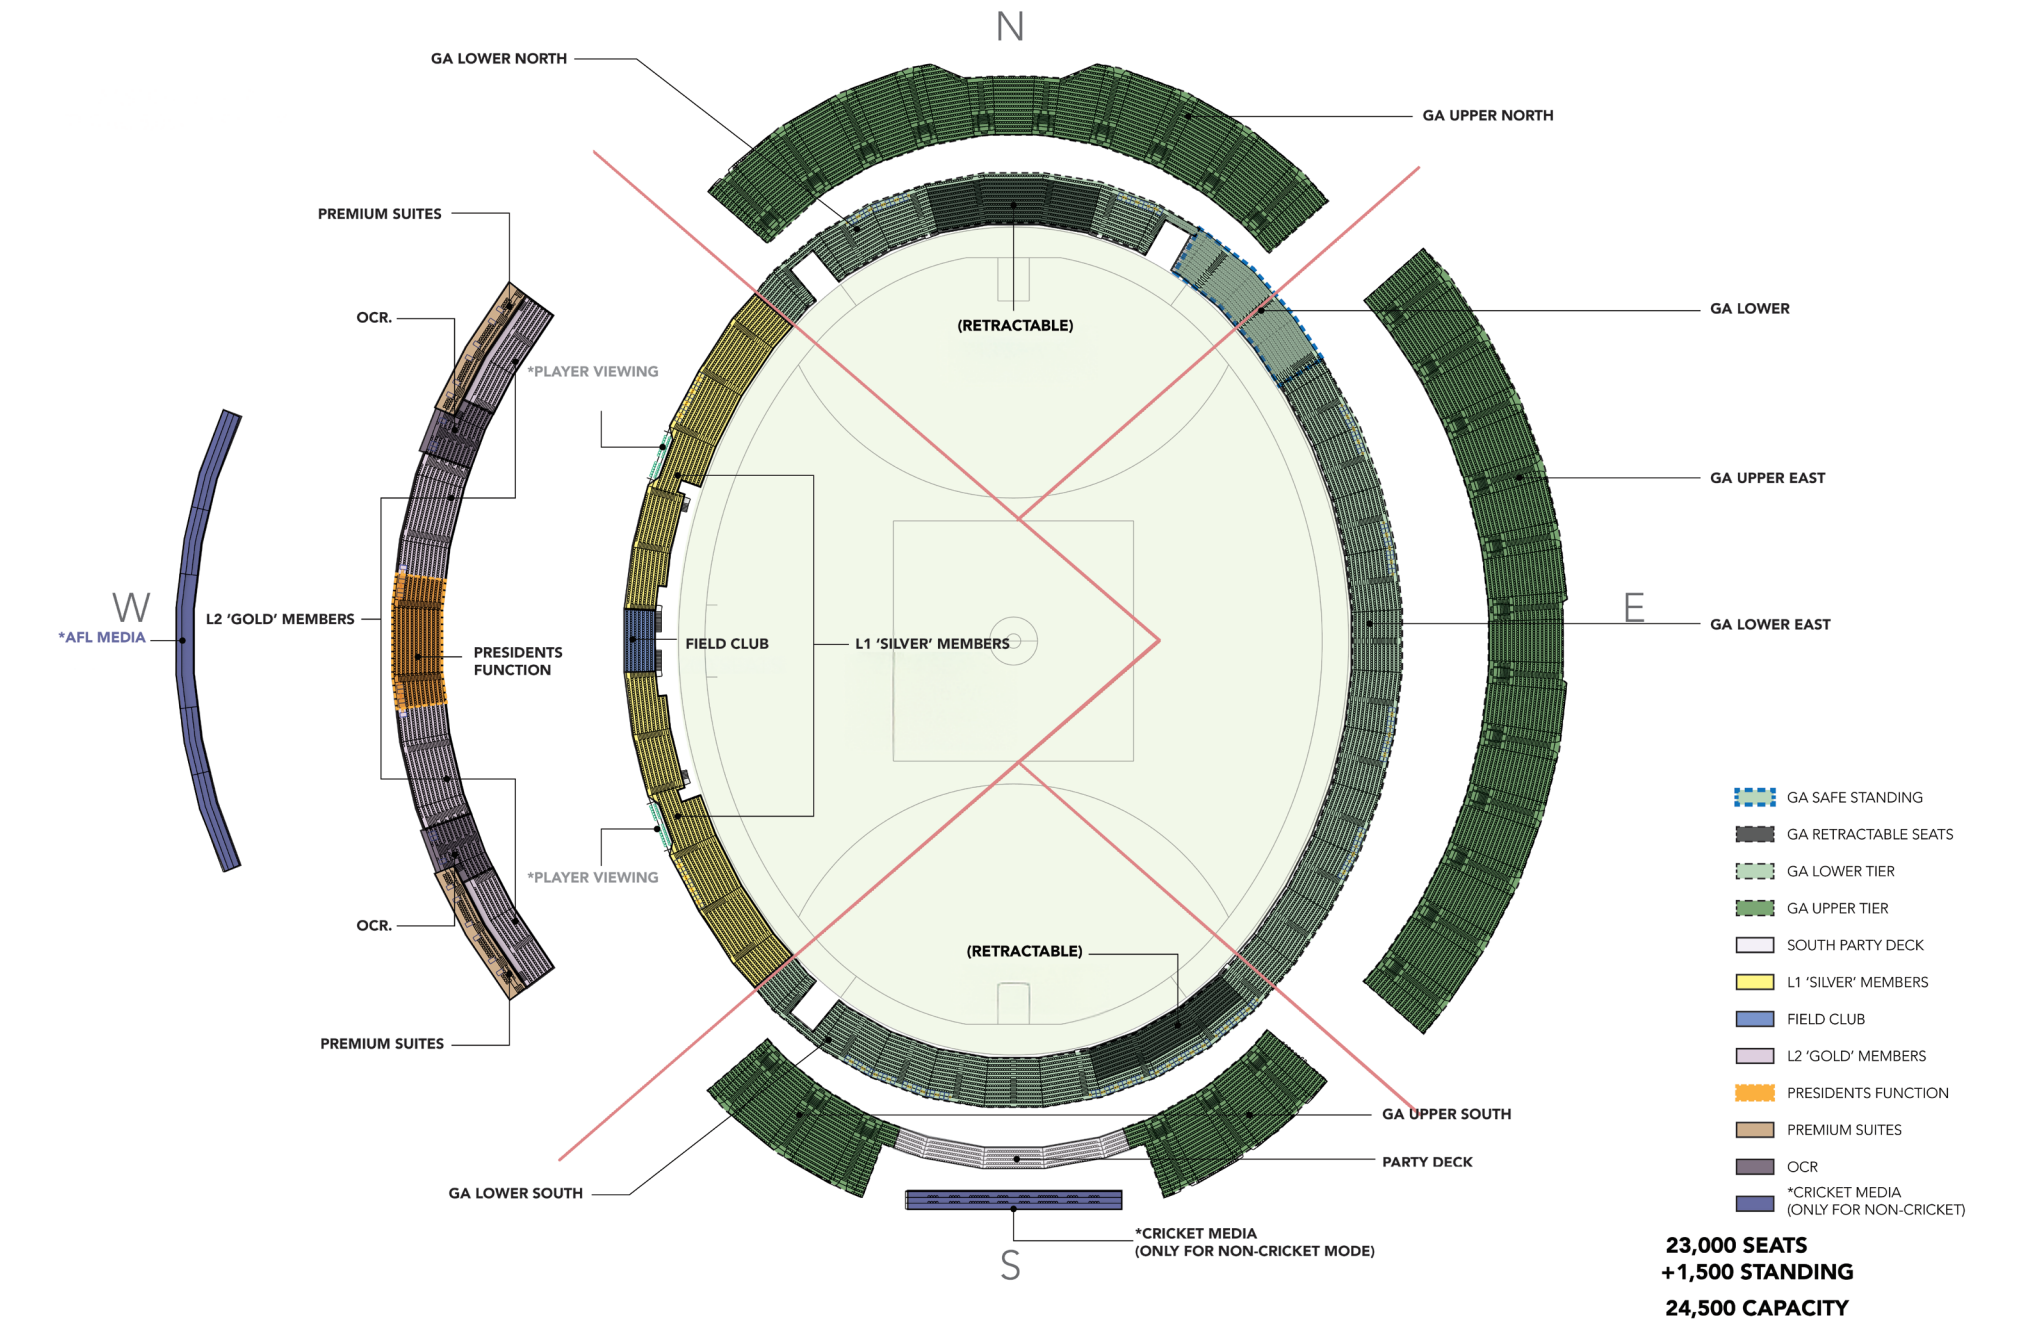 N
GA LOWER NORTH
GA UPPER NORTH
PREMIUM SUITES
GA LOWER
OCR.
(RETRACTABLE)
*PLAYER VIEWING
GA UPPER EAST
W
E
L2 ‘GOLD’ MEMBERS
GA LOWER EAST
*AFL MEDIA
FIELD CLUB
L1 ‘SILVER’ MEMBERS
PRESIDENTS
FUNCTION
*PLAYER VIEWING
OCR.
(RETRACTABLE)
PREMIUM SUITES
GA UPPER SOUTH
PARTY DECK
GA LOWER SOUTH
*CRICKET MEDIA
(ONLY FOR NON-CRICKET MODE)
S
GA SAFE STANDING
GA RETRACTABLE SEATS
GA LOWER TIER
GA UPPER TIER
SOUTH PARTY DECK
L1 ‘SILVER’ MEMBERS
FIELD CLUB
L2 ‘GOLD’ MEMBERS
PRESIDENTS FUNCTION
PREMIUM SUITES
OCR
*CRICKET MEDIA
(ONLY FOR NON-CRICKET)
23,000 SEATS
+1,500 STANDING
24,500 CAPACITY